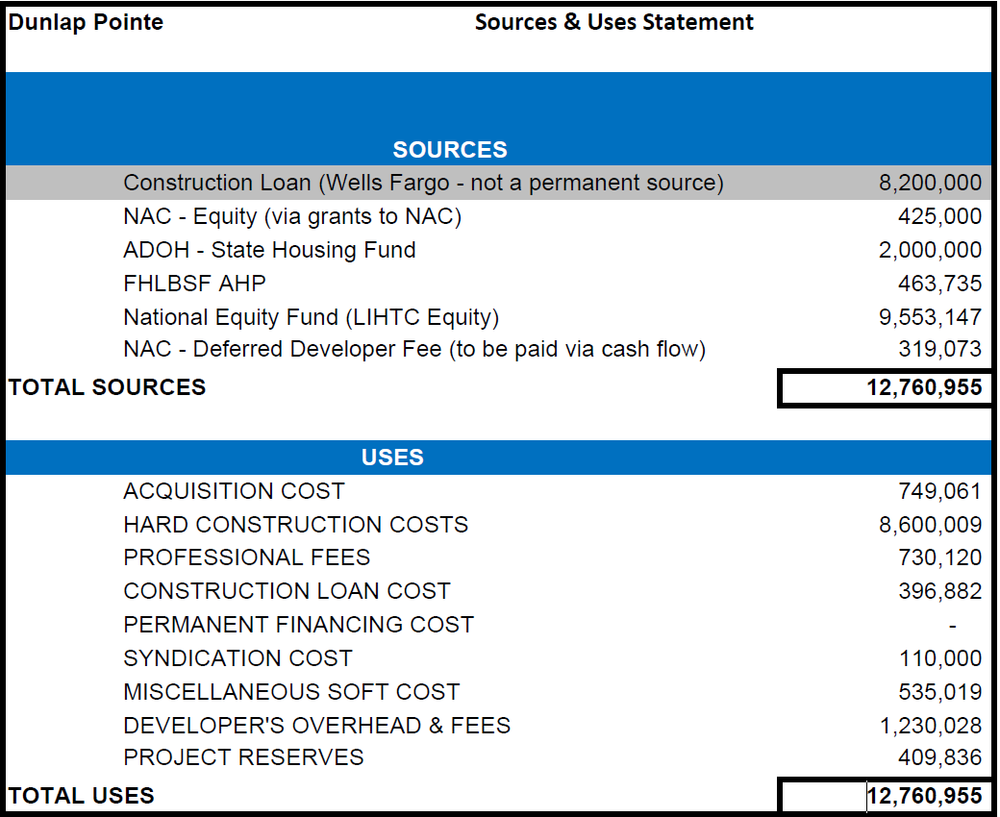 Dunlap Pointe Sources & Uses Statement
SOURCES
Construction Loan (Wells Fargo - not a permanent source) 8,200,000
NAC - Equity (via grants to NAC) 425,000
ADOH - State Housing Fund 2,000,000
FHLBSF AHP 463,735
National Equity Fund (LIHTC Equity) 9,553,147
NAC - Deferred Developer Fee (to be paid via cash flow) 319,073
TOTAL SOURCES 12,760,955
USES
ACQUISITION COST 749,061
HARD CONSTRUCTION COSTS 8,600,009
PROFESSIONAL FEES 730,120
CONSTRUCTION LOAN COST 396,882
PERMANENT FINANCING COST -
SYNDICATION COST 110,000
MISCELLANEOUS SOFT COST 535,019
DEVELOPER'S OVERHEAD & FEES 1,230,028
PROJECT RESERVES 409,836
TOTAL USES 12,760,955